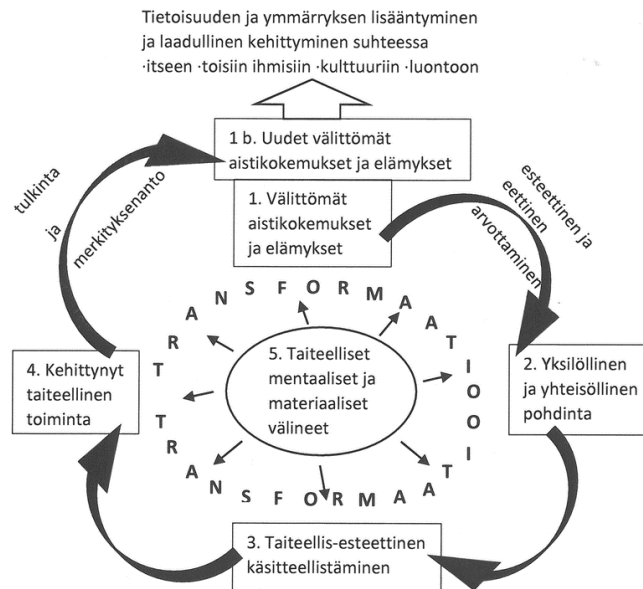 Tietoisuuden ja ymmärryksen lisääntyminen
ja laadullinen kehittyminen suhteessa
·itseen ·toisiin ihmisiin ·kulttuuriin ·luontoon
1 b. Uudet välittömät
aistikokemukset ja elämykset
1. Välittömät
aistikokemukset
ja elämykset
tulkinta
ja
merkityksenanto
esteettinen ja
eettinen
arvottaminen
TRANSFORMAATIO
5. Taiteelliset
mentaaliset ja
materiaaliset
välineet
TRANSFORMAATIO
4. Kehittynyt
taiteellinen
toiminta
2. Yksilöllinen
ja yhteisöllinen
pohdinta
3. Taiteellis-esteettinen
käsitteellistäminen